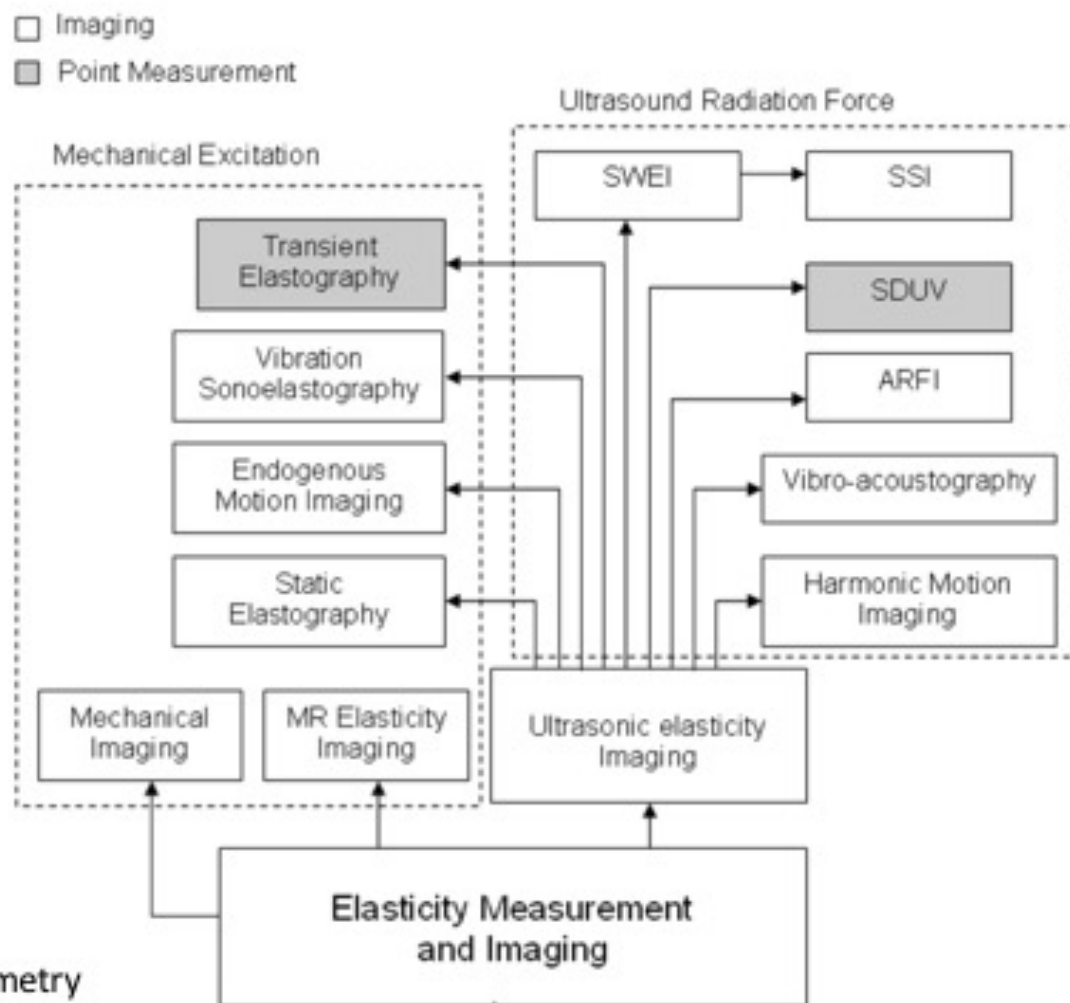 Imaging
Point Measurement
Ultrasound Radiation Force
Mechanical Excitation
SWEI
SSI
Transient
Elastography
SDUV
Vibration
Sonoelastography
ARFI
Endogenous
Motion Imaging
Vibro-acoustography
Static
Elastography
Harmonic Motion
Imaging
Mechanical
Imaging
MR Elasticity
Imaging
Ultrasonic elasticity
Imaging
Elasticity Measurement
and Imaging
metry